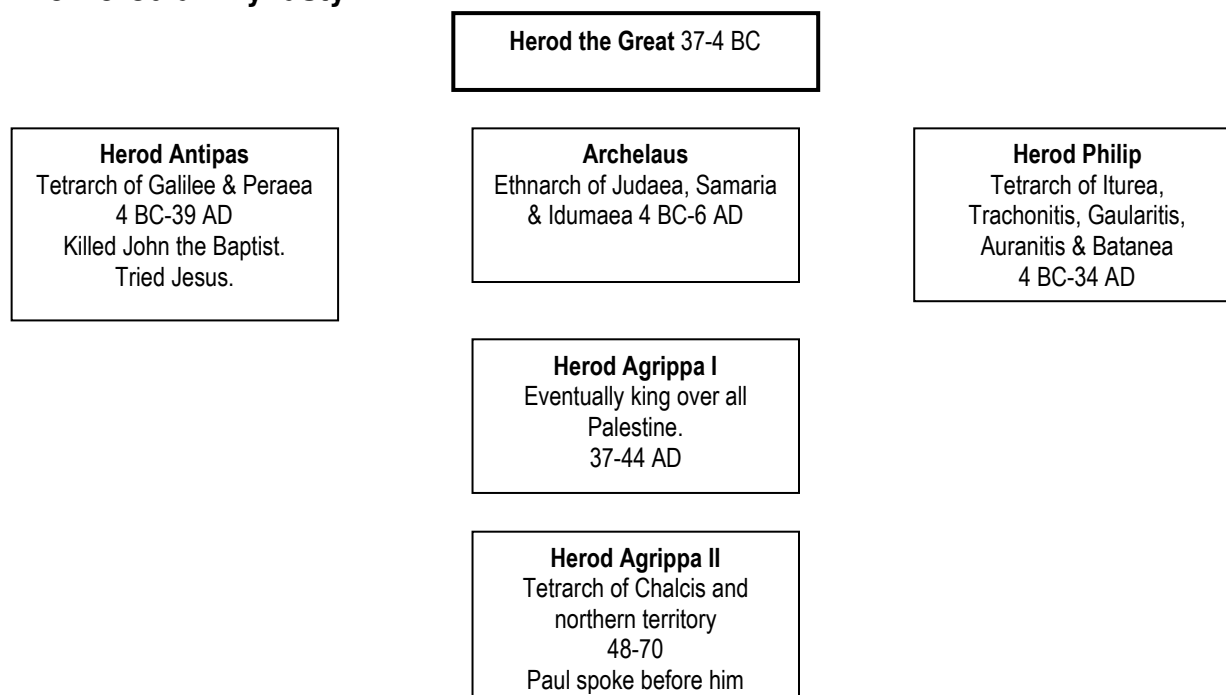 Herod the Great 37-4 BC
Herod Antipas
Tetrarch of Galilee & Peraea
4 BC-39 AD
Killed John the Baptist.
Tried Jesus.
Archelaus
Ethnarch of Judaea, Samaria
& Idumaea 4 BC-6 AD
Herod Philip
Tetrarch of Iturea,
Trachonitis, Gaularitis,
Auranitis & Batanea
4 BC-34 AD
Herod Agrippa I
Eventually king over all
Palestine.
37-44 AD
Herod Agrippa II
Tetrarch of Chalcis and
northern territory
48-70
Paul spoke before him